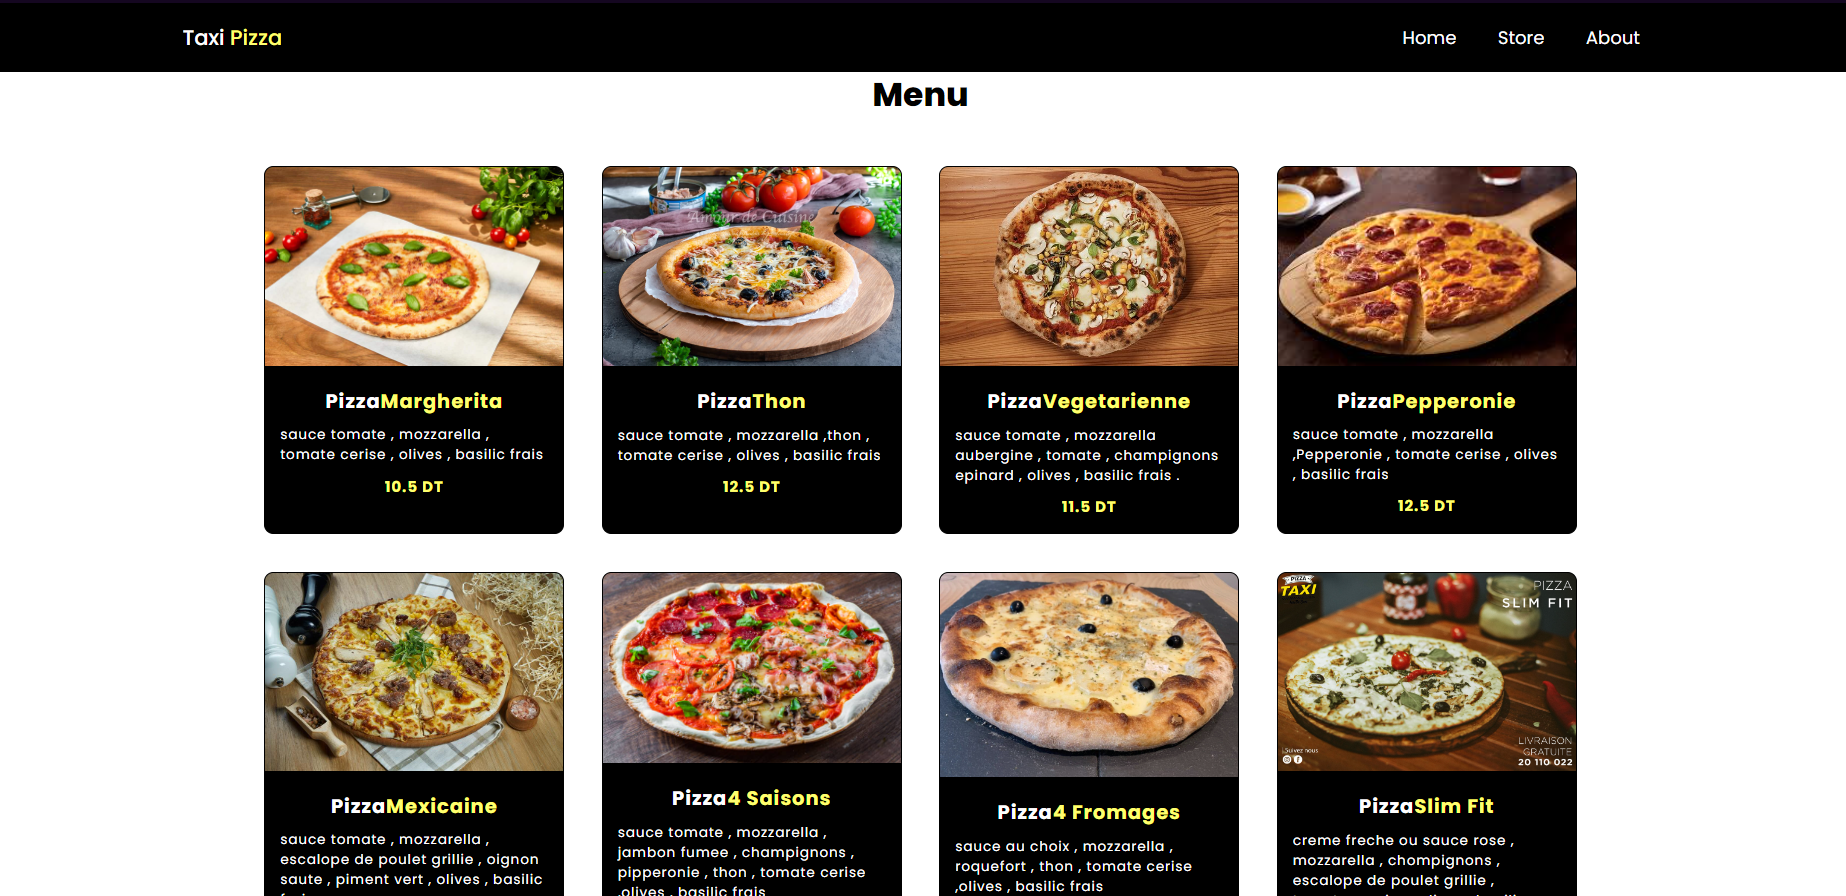 Taxi Pizza
Home Store About
Menu
Amour de Cuisine
PizzaMargherita
sauce tomate , mozzarella ,
tomate cerise , olives , basilic frais
10.5 DT
PizzaThon
sauce tomate , mozzarella ,thon ,
tomate cerise , olives , basilic frais
12.5 DT
PizzaVegetarienne
sauce tomate , mozzarella
aubergine , tomate , champignons
epinard , olives , basilic frais .
11.5 DT
PizzaPepperonie
sauce tomate , mozzarella
,Pepperonie , tomate cerise , olives
, basilic frais
12.5 DT
PizzaMexicaine
sauce tomate , mozzarella ,
escalope de poulet grillie , oignon
saute , piment vert , olives , basilic
Pizza4 Saisons
sauce tomate , mozzarella ,
jambon fumee , champignons ,
pipperonie , thon , tomate cerise
,olives , basilic frais
Pizza4 Fromages
sauce au choix , mozzarella ,
roquefort , thon , tomate cerise
,olives , basilic frais
PIZZA
TAXI
PIZZA
SLIM FIT
Suivez nous
LIVRAISON
GRATUITE
20 110 022
PizzaSlim Fit
creme freche ou sauce rose ,
mozzarella , chompignons ,
escalope de poulet grillie ,